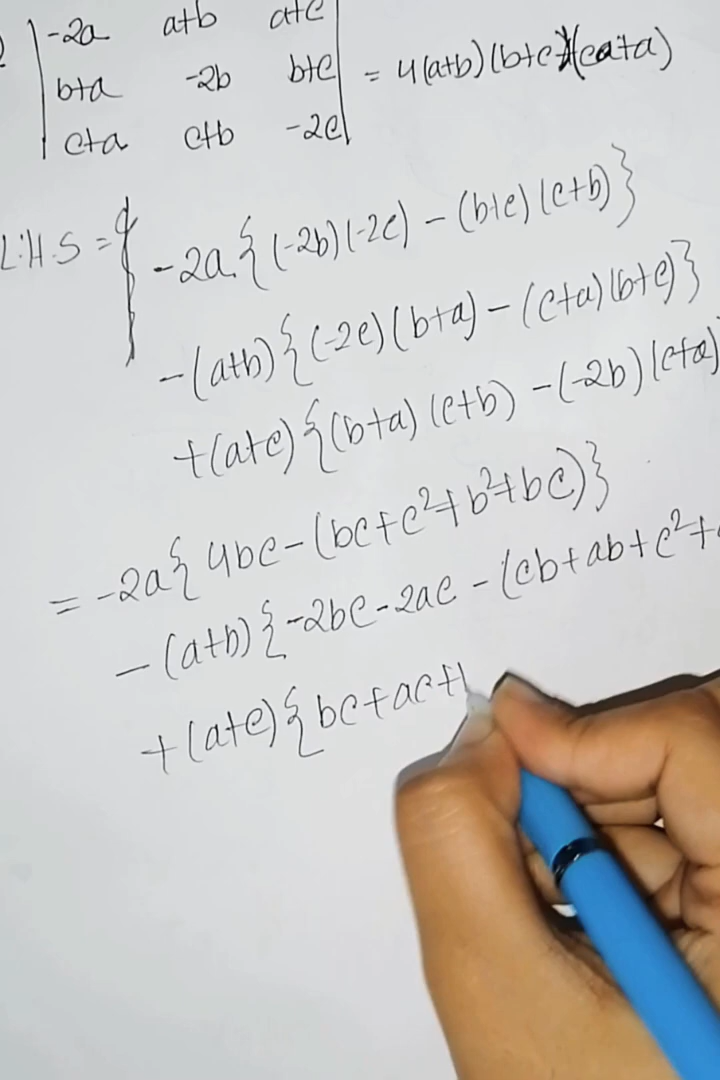 |-2a a+b a+c|
|b+a -2b b+c| = 4(a+b)(b+c)(c+a)
|c+a c+b -2c|
L.H.S =
-2a{(-2b)(-2c) - (b+c)(c+b)}
-(a+b){(-2c)(b+a) - (c+a)(b+c)}
+(a+c){(b+a)(c+b) - (-2b)(c+a)
= -2a{4bc - (bc+c²+b²+bc)}
-(a+b){-2bc-2ac - (cb+ab+c²+
+(a+c){bc+ac+